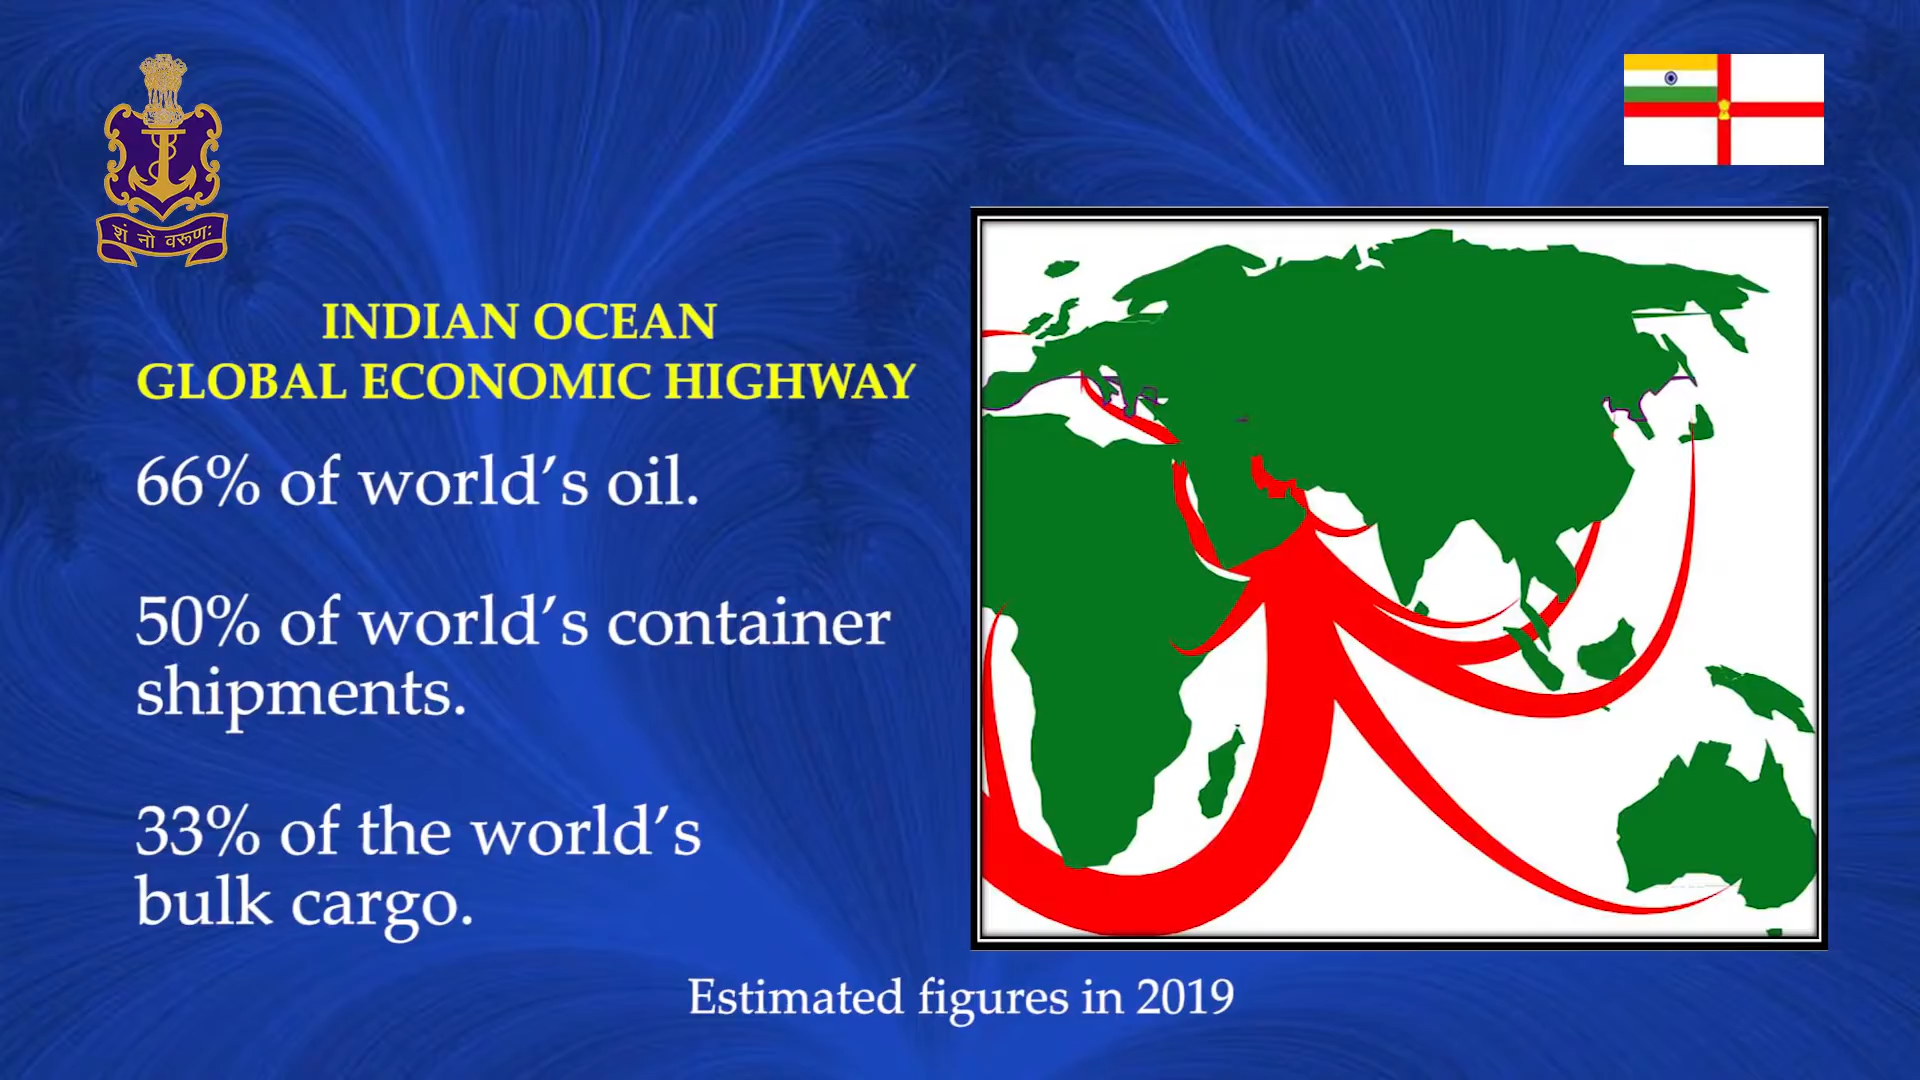 शं नो वरूणः
INDIAN OCEAN
GLOBAL ECONOMIC HIGHWAY
66% of world’s oil.
50% of world’s container
shipments.
33% of the world’s
bulk cargo.
Estimated figures in 2019